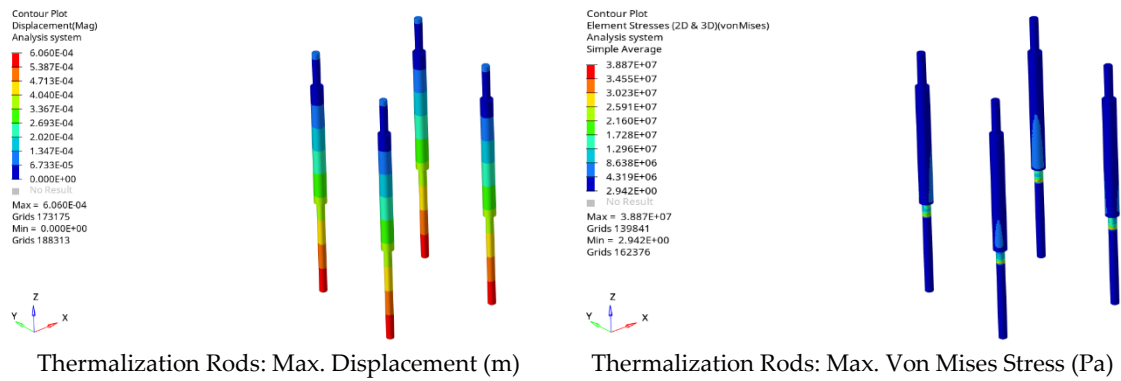 Contour Plot
Displacement(Mag)
Analysis system
6.060E-04
5.387E-04
4.713E-04
4.040E-04
3.367E-04
2.693E-04
2.020E-04
1.347E-04
6.733E-05
0.000E+00
No Result
Max = 6.060E-04
Grids 173175
Min = 0.000E+00
Grids 188313
Z
Y
X
Thermalization Rods: Max. Displacement (m)
Contour Plot
Element Stresses (2D & 3D)(vonMises)
Analysis system
Simple Average
3.887E+07
3.455E+07
3.023E+07
2.591E+07
2.160E+07
1.728E+07
1.296E+07
8.638E+06
4.319E+06
2.942E+00
No Result
Max = 3.887E+07
Grids 139841
Min = 2.942E+00
Grids 162376
Z
Y
X
Thermalization Rods: Max. Von Mises Stress (Pa)